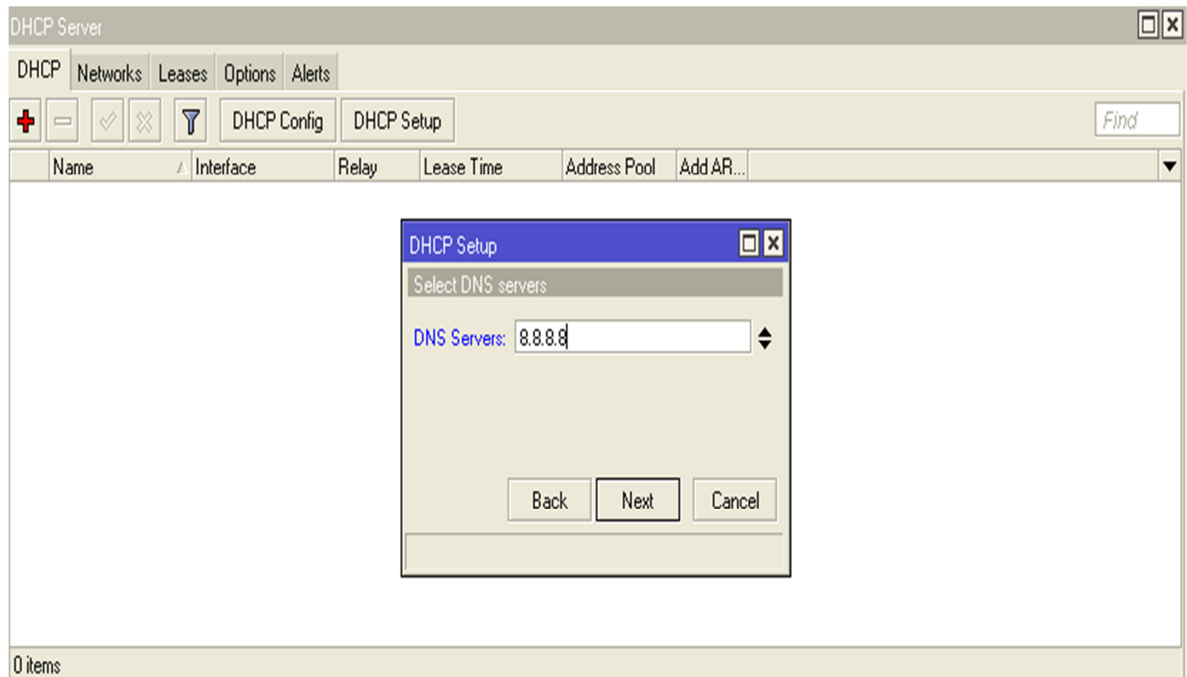 DHCP Server
DHCP Networks Leases Options Alerts
DHCP Config DHCP Setup Find
Name Interface Relay Lease Time Address Pool Add AR...
DHCP Setup
Select DNS servers
DNS Servers: 8.8.8.8
Back Next Cancel
0 items